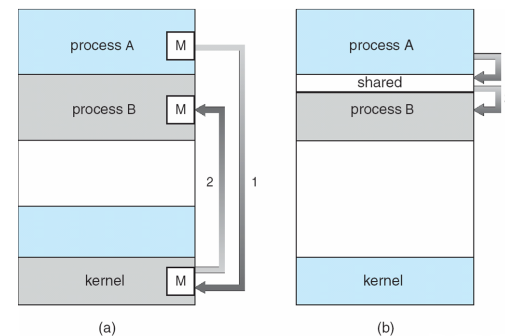 process A
M
process B
M
2
1
kernel
M
(a)
process A
shared
process B
kernel
(b)